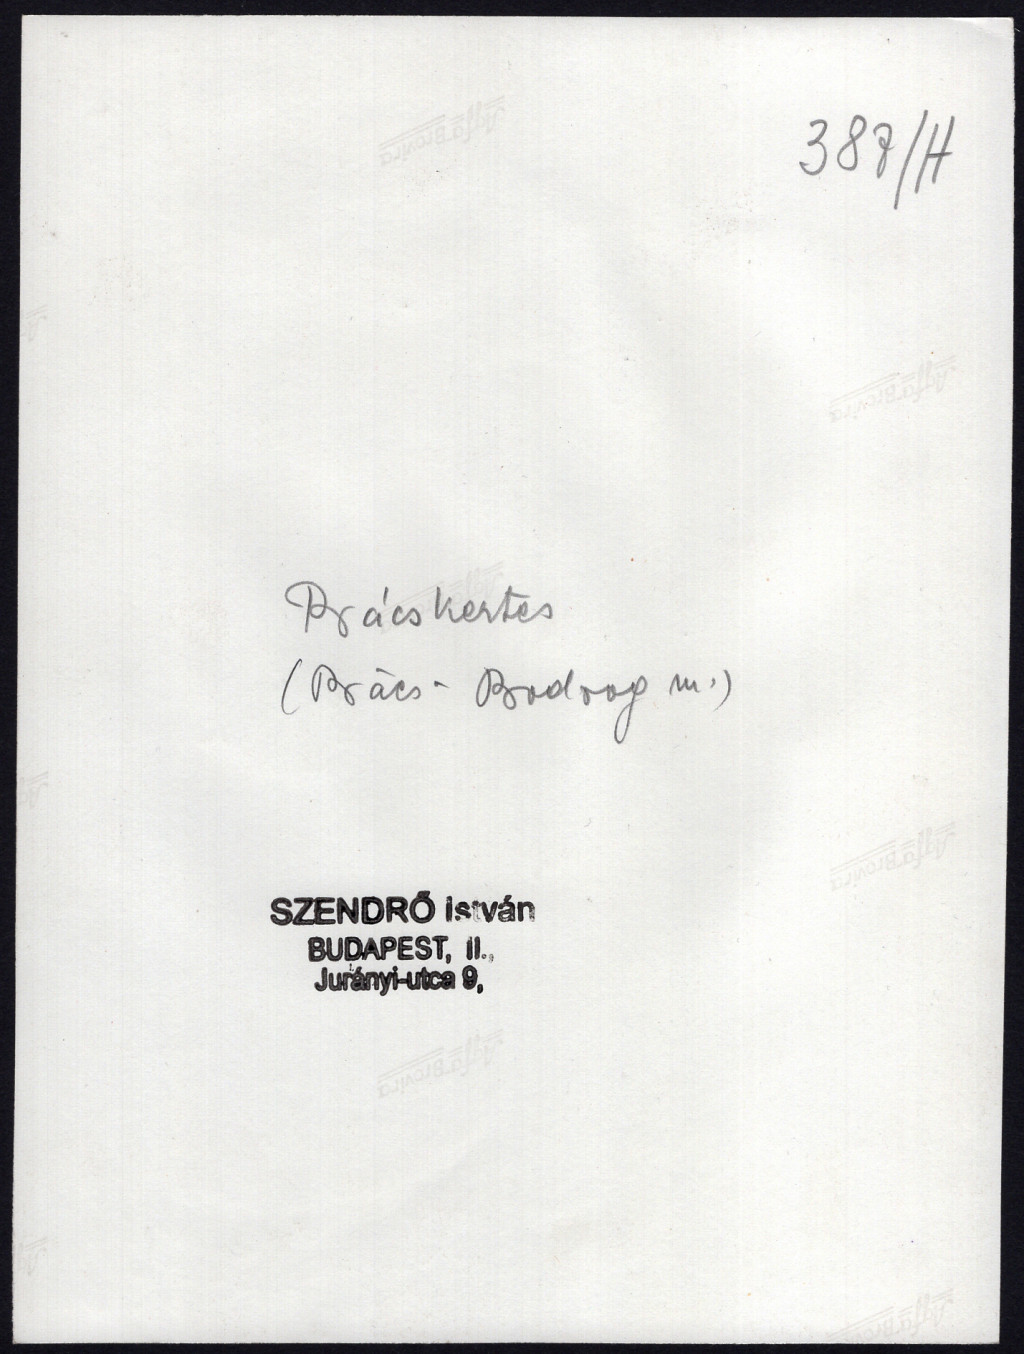 387/H
Bácskertes
(Bács- Bodrog m.)
SZENDRŐ István
BUDAPEST, II.,
Jurányi-utca 9,